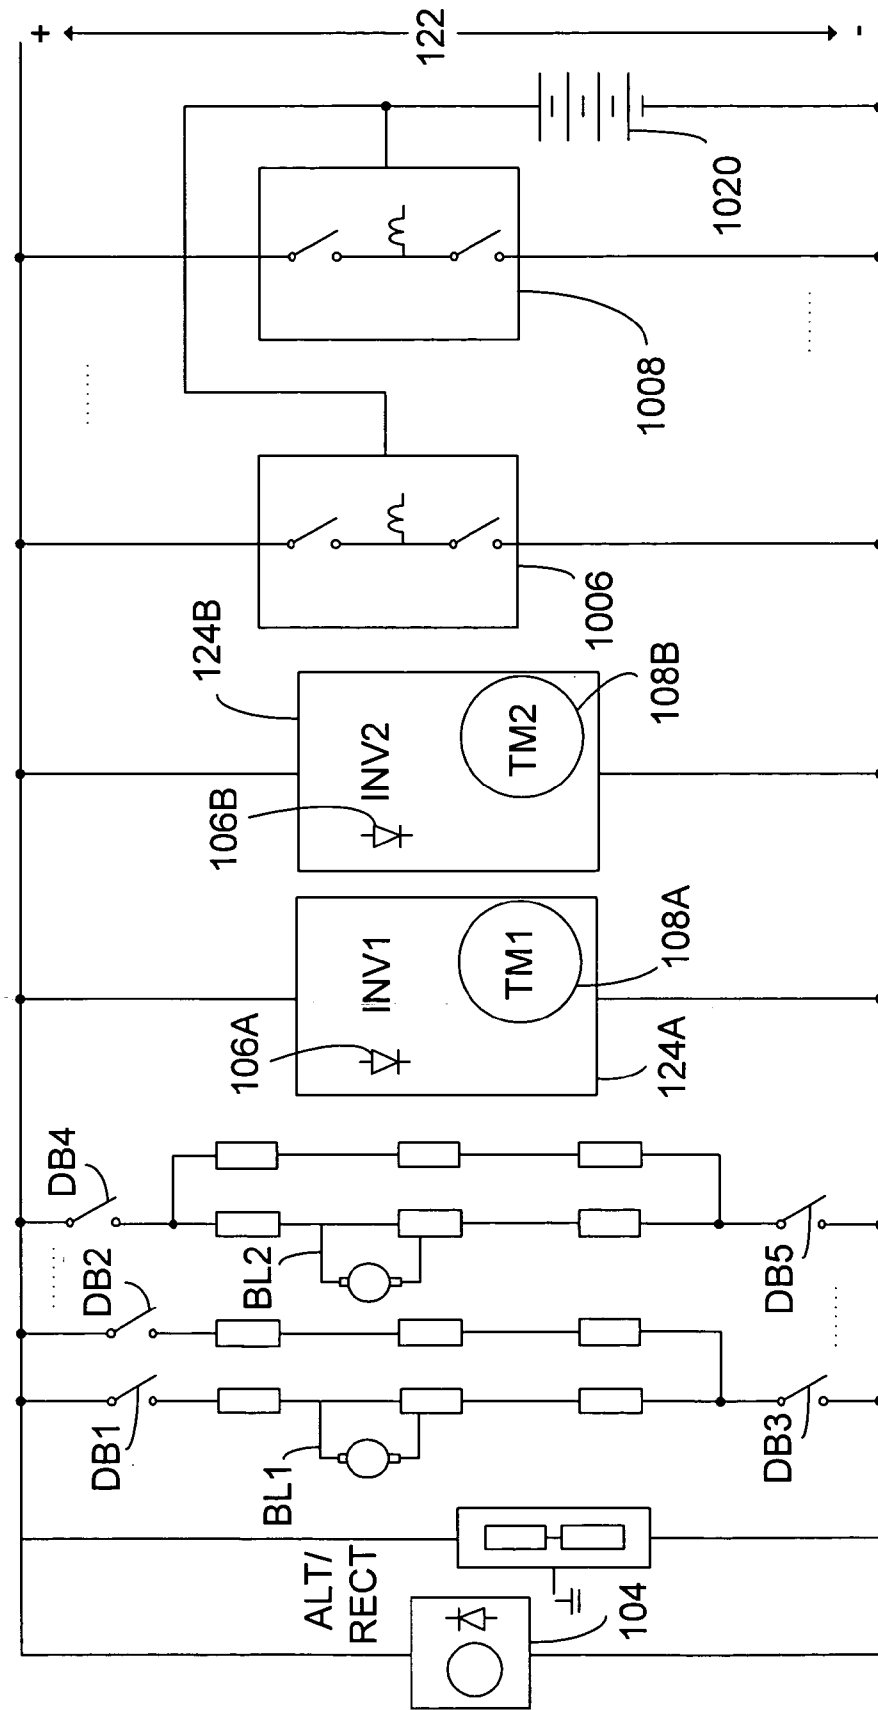 ALT/
RECT
104
DB1
BL1
DB3
DB2
DB4
BL2
DB5
106A
INV1
TM1
108A
124A
106B
INV2
TM2
108B
124B
1006
1008
1020
+
122
-